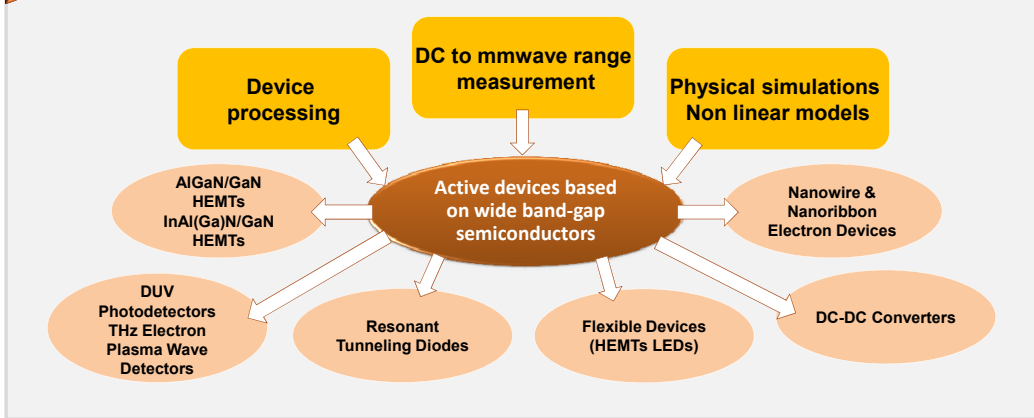 DC to mmwave range
measurement
Device
processing
Physical simulations
Non linear models
Active devices based
on wide band-gap
semiconductors
AlGaN/GaN
HEMTs
InAl(Ga)N/GaN
HEMTs
Nanowire &
Nanoribbon
Electron Devices
DUV
Photodetectors
THz Electron
Plasma Wave
Detectors
Resonant
Tunneling Diodes
Flexible Devices
(HEMTs LEDs)
DC-DC Converters